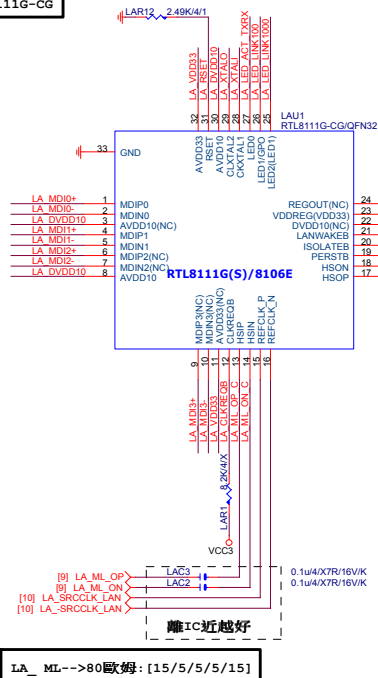 111G-CG
LAR12 2.49K/4/1
LA_VDD33
LA_RSET
LA_DVDD10
LA_XTALO
LA_XTALI
LA_LED_ACT_TXRX
LA_LED_LINK100
LA_LED_LINK1000
32 31 30 29 28 27 26 25
LAU1
RTL8111G-CG/QFN32
AVDD33
RSET
AVDD10
CLXTAL2
CKXTAL1
LED0
LED1/GPO
LED2(LED1)
33 GND
LA_MDI0+ 1 MDIP0
LA_MDI0- 2 MDIN0
LA_DVDD10 3 AVDD10(NC)
LA_MDI1+ 4 MDIP1
LA_MDI1- 5 MDIN1
LA_MDI2+ 6 MDIP2(NC)
LA_MDI2- 7 MDIN2(NC)
LA_DVDD10 8 AVDD10
REGOUT(NC) 24
VDDREG(VDD33) 23
DVDD10(NC) 22
LANWAKEB 21
ISOLATEB 20
PERSTB 19
HSON 18
HSOP 17
RTL8111G(S)/8106E
MDIP3(NC)
MDIN3(NC)
AVDD33(NC)
CLKREQB
HSIP
HSIN
REFCLK_P
REFCLK_N
9 10 11 12 13 14 15 16
LA_MDI3+
LA_MDI3-
LA_VDD33
LA_CLKREQB
LA_ML_OP_C
LA_ML_ON_C
LAR1 8.2K/4/X
VCC3
[9] LA_ML_OP LAC3 0.1u/4/X7R/16V/K
[9] LA_ML_ON LAC2 0.1u/4/X7R/16V/K
[10] LA_SRCCLK_LAN
[10] LA_-SRCCLK_LAN
離IC近越好
LA_ ML-->80歐姆:[15/5/5/5/15]